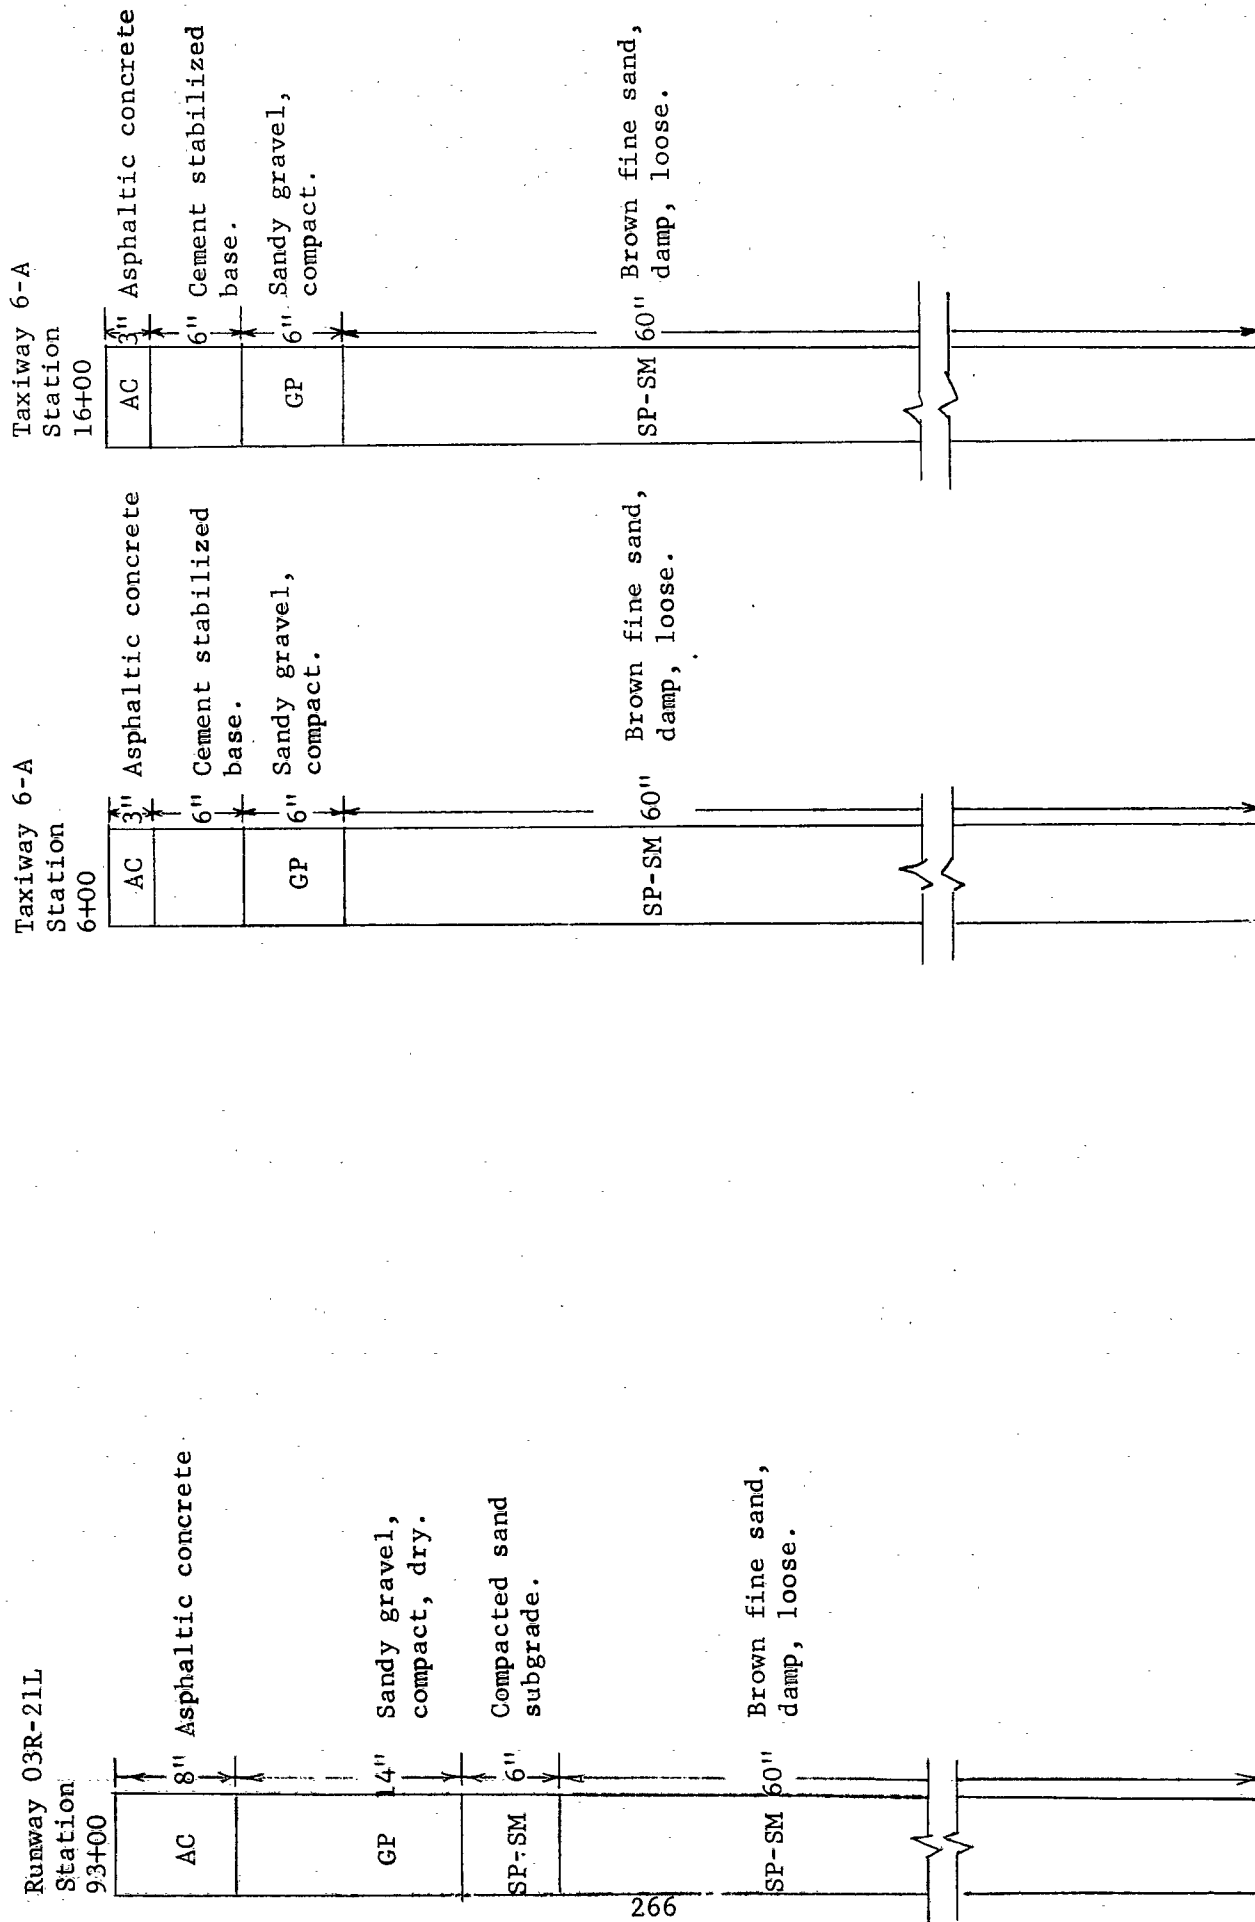 Runway 03R-21L
Station
93+00
AC
8" Asphaltic concrete
GP
14"
Sandy gravel,
compact, dry.
SP-SM
6"
Compacted sand
subgrade.
SP-SM
60"
Brown fine sand,
damp, loose.
Taxiway 6-A
Station
6+00
AC
3" Asphaltic concrete
6" Cement stabilized
base.
GP
6" Sandy gravel,
compact.
SP-SM
60"
Brown fine sand,
damp, loose.
Taxiway 6-A
Station
16+00
AC
3" Asphaltic concrete
6" Cement stabilized
base.
GP
6" Sandy gravel,
compact.
SP-SM
60" Brown fine sand,
damp, loose.
266